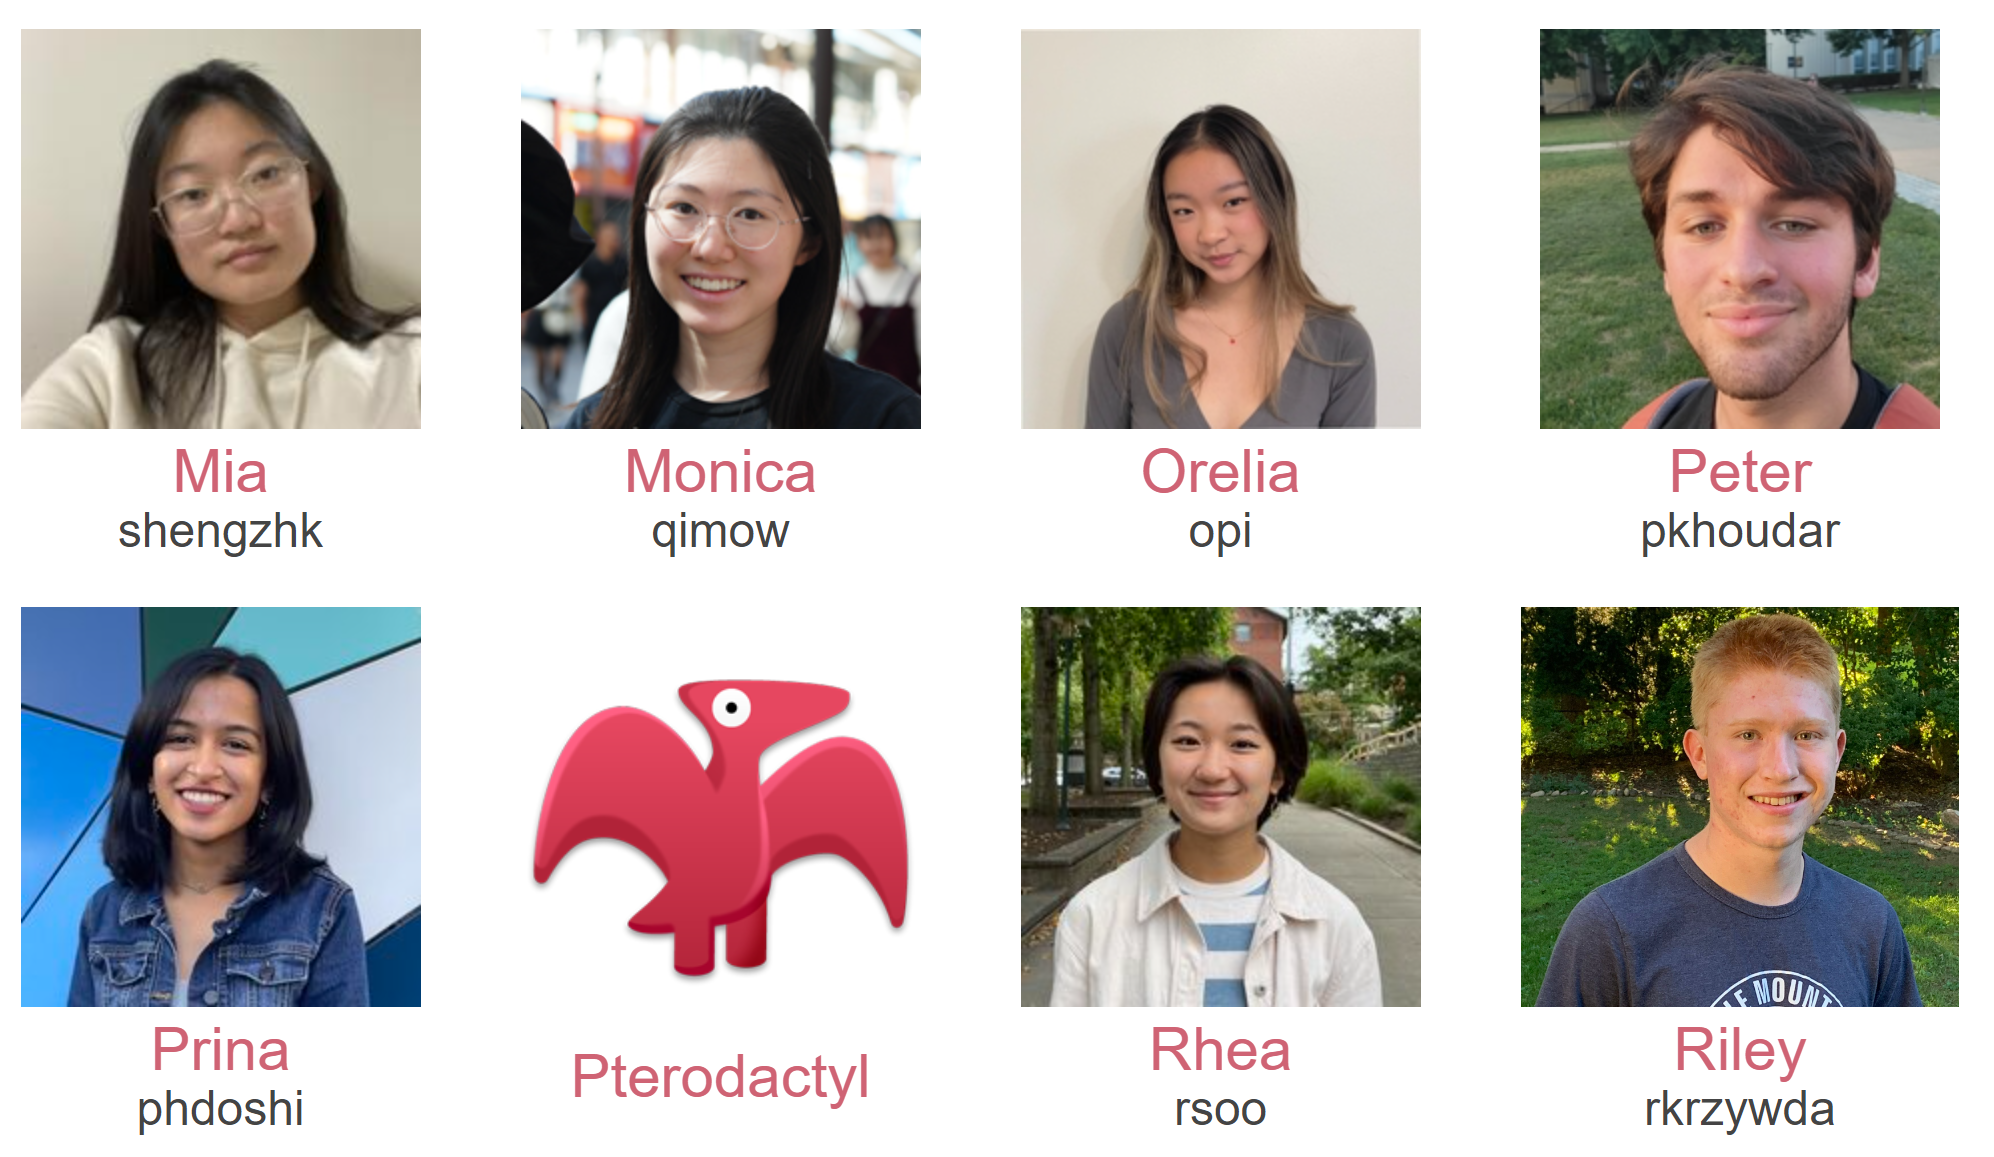 Mia
shengzhk
Monica
qimow
Orelia
opi
Peter
pkhoudar
Prina
phdoshi
Pterodactyl
Rhea
rsoo
Riley
rkrzywda